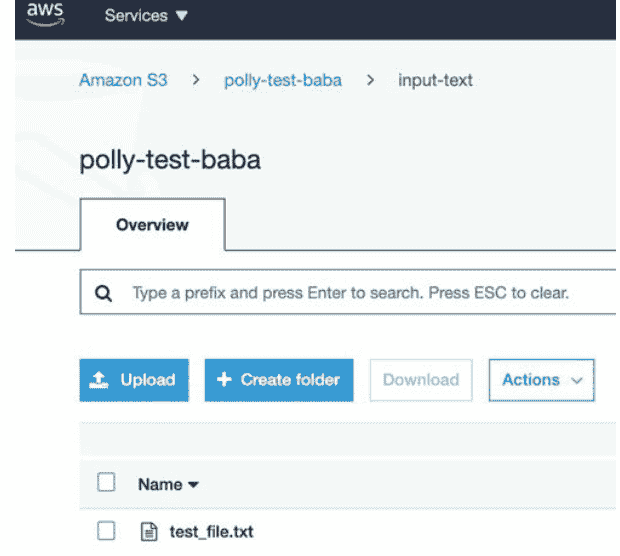 aws Services ▼
Amazon S3 > polly-test-baba > input-text
polly-test-baba
Overview
Type a prefix and press Enter to search. Press ESC to clear.
Upload + Create folder Download Actions
Name
test_file.txt